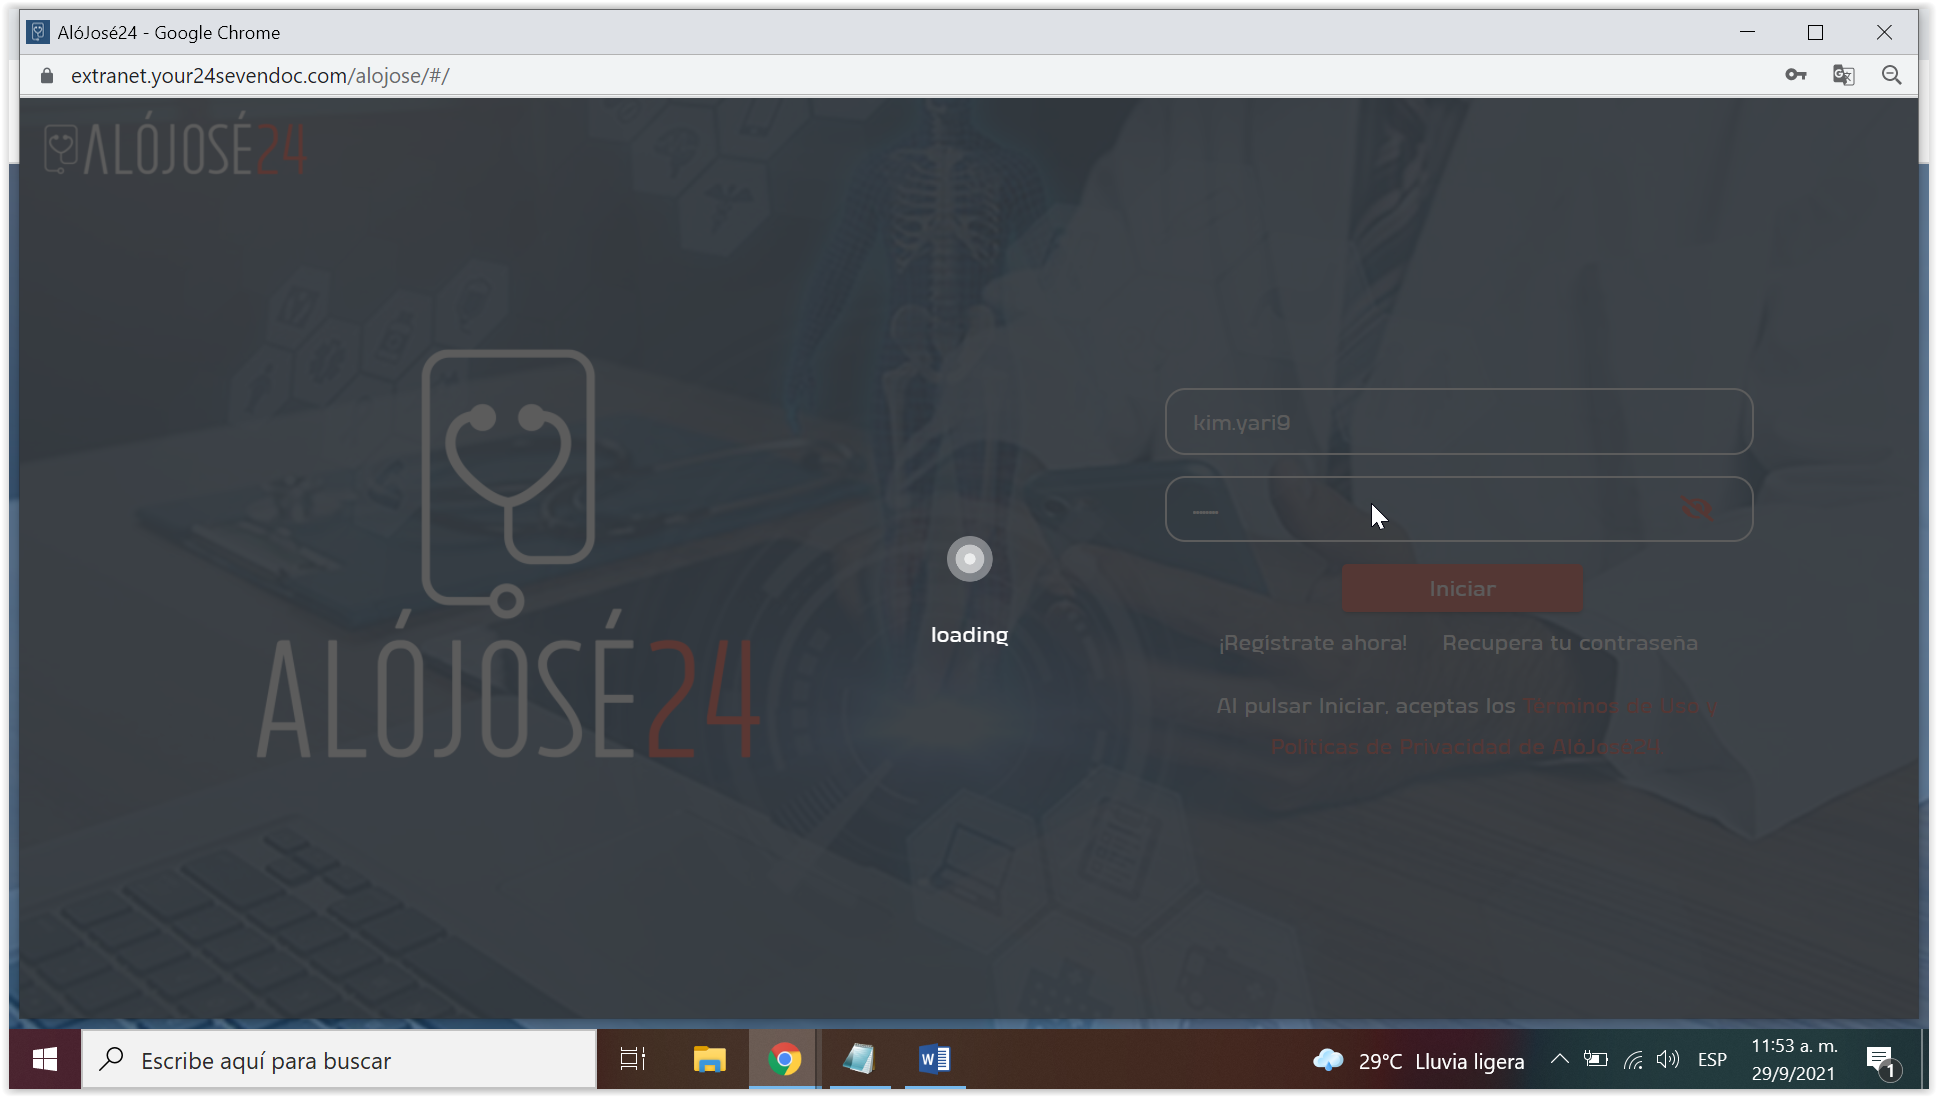 AlóJosé24 - Google Chrome
extranet.your24sevendoc.com/alojose/#/
ALÓJOSÉ24
kim.yari9
ALÓJOSÉ24
loading
Iniciar
¡Registrate ahora! Recupera tu contraseña
Al pulsar Iniciar, aceptas los Términos de Uso y
Políticas de Privacidad de AlóJosé24
Escribe aquí para buscar
29°C Lluvia ligera
ESP
11:53 a. m.
29/9/2021
1